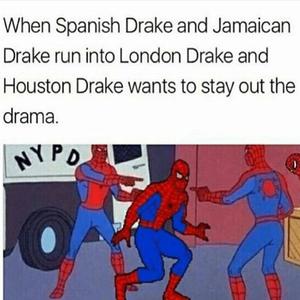 When Spanish Drake and Jamaican
Drake run into London Drake and
Houston Drake wants to stay out the
drama.
NYPD